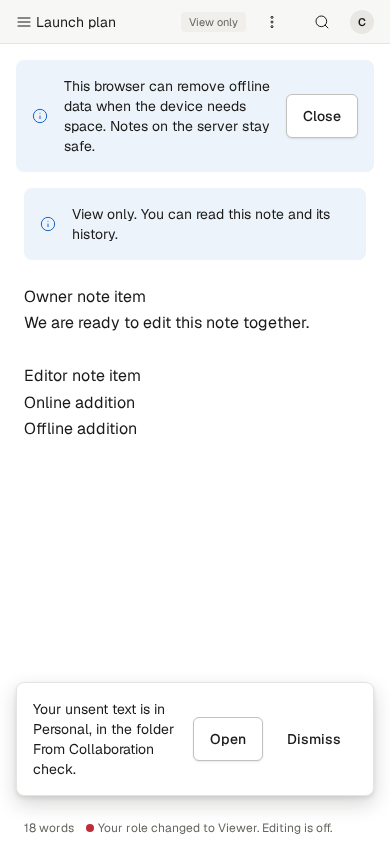 Launch plan
View only
C
This browser can remove offline
data when the device needs
space. Notes on the server stay
safe.
Close
View only. You can read this note and its
history.
Owner note item
We are ready to edit this note together.
Editor note item
Online addition
Offline addition
Your unsent text is in
Personal, in the folder
From Collaboration
check.
Open
Dismiss
18 words
Your role changed to Viewer. Editing is off.